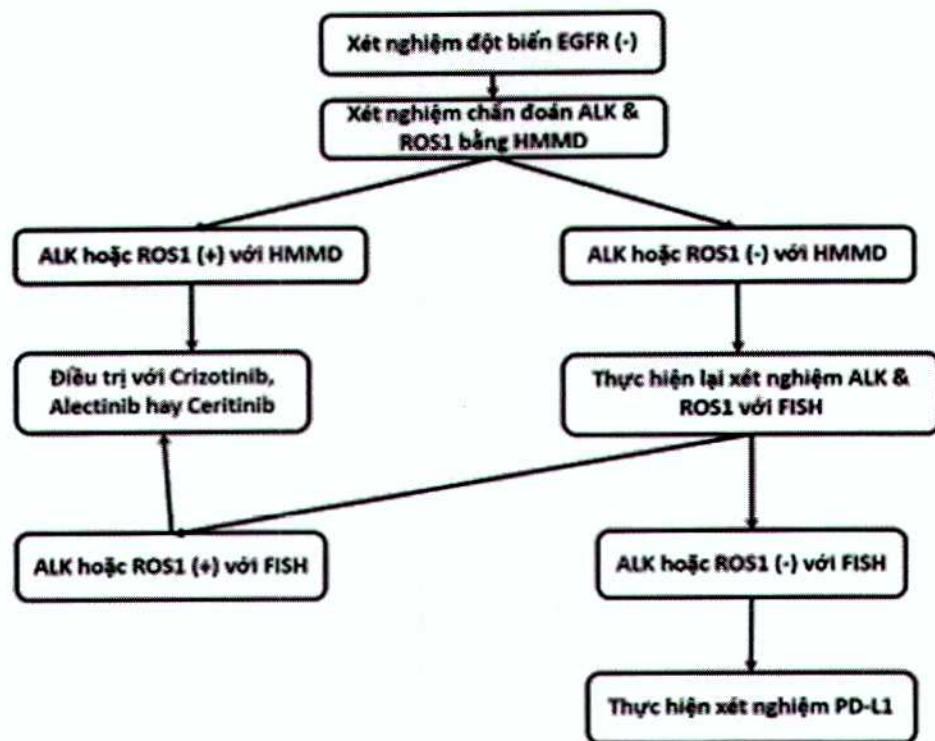 Xét nghiệm đột biến EGFR (-)
Xét nghiệm chẩn đoán ALK &
ROS1 bằng HMMD
ALK hoặc ROS1 (+) với HMMD
ALK hoặc ROS1 (-) với HMMD
Điều trị với Crizotinib,
Alectinib hay Ceritinib
Thực hiện lại xét nghiệm ALK &
ROS1 với FISH
ALK hoặc ROS1 (+) với FISH
ALK hoặc ROS1 (-) với FISH
Thực hiện xét nghiệm PD-L1